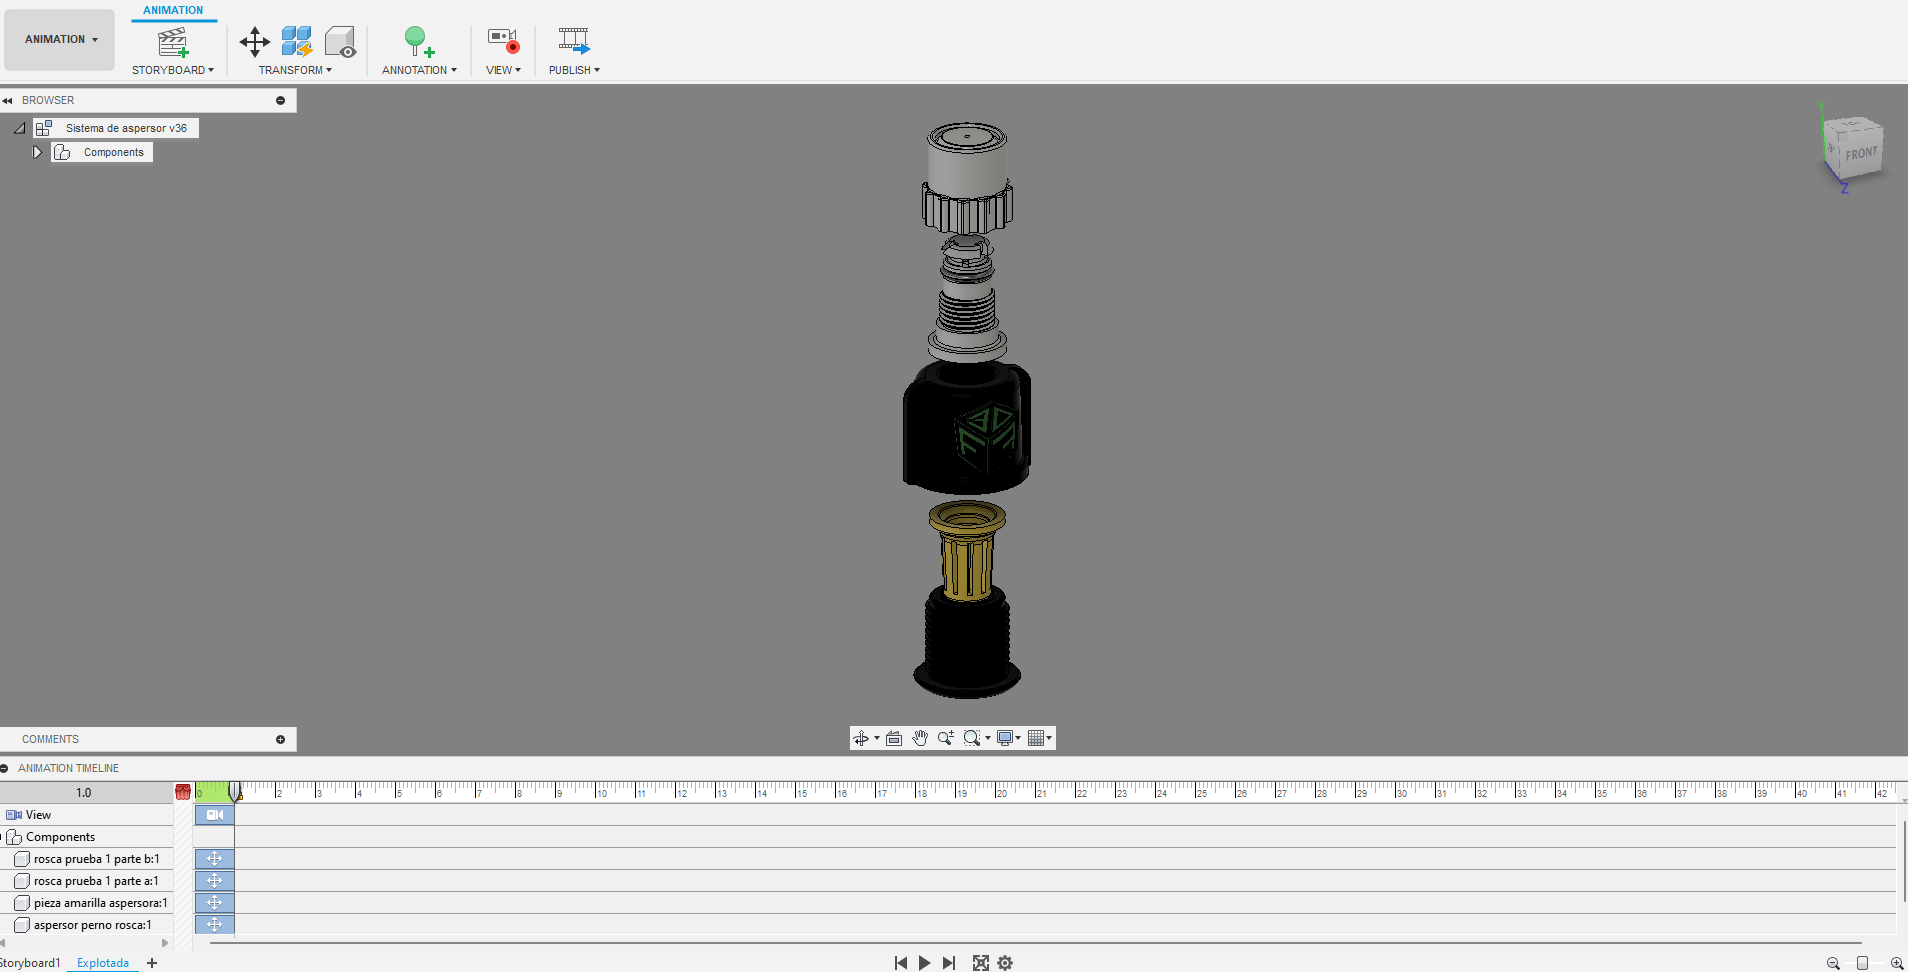 ANIMATION
ANIMATION
STORYBOARD
TRANSFORM
ANNOTATION
VIEW
PUBLISH
BROWSER
Sistema de aspersor v36
Components
Y
FRONT
Z
COMMENTS
ANIMATION TIMELINE
1.0
0 2 3 4 5 6 7 8 9 10 11 12 13 14 15 16 17 18 19 20 21 22 23 24 25 26 27 28 29 30 31 32 33 34 35 36 37 38 39 40 41 42
View
Components
rosca prueba 1 parte b:1
rosca prueba 1 parte a:1
pieza amarilla aspersora:1
aspersor perno rosca:1
Storyboard1 Explotada